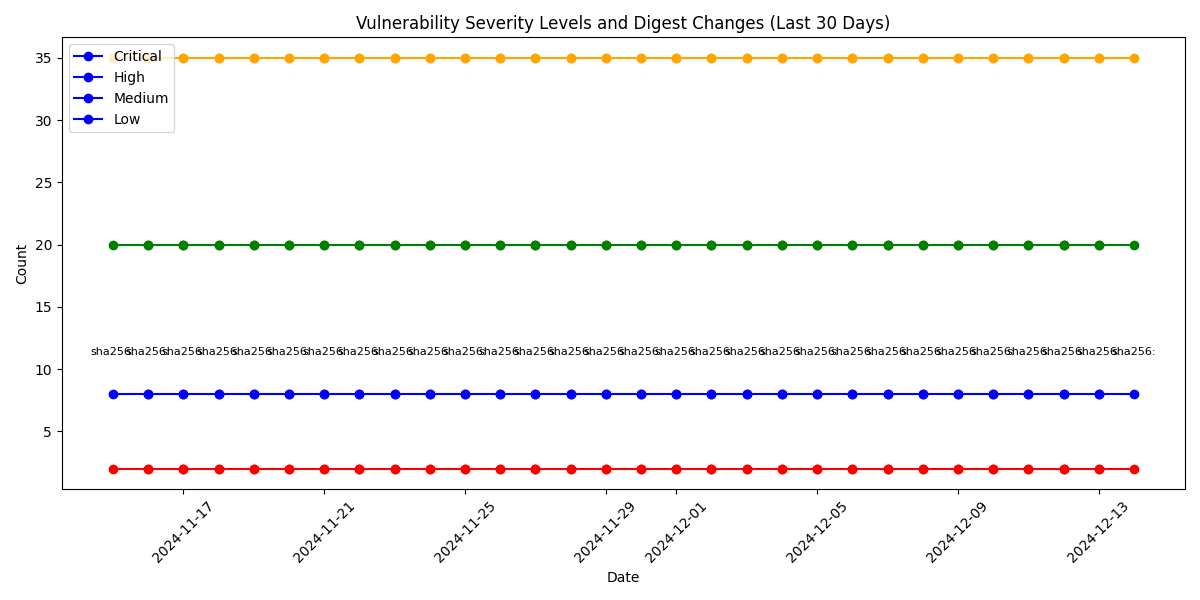 Vulnerability Severity Levels and Digest Changes (Last 30 Days)
Critical
High
Medium
Low
Count
35
30
25
20
15
10
5
sha256: sha256: sha256: sha256: sha256: sha256: sha256: sha256: sha256: sha256: sha256: sha256: sha256: sha256: sha256: sha256: sha256: sha256: sha256: sha256: sha256: sha256: sha256: sha256: sha256: sha256: sha256: sha256: sha256: sha256:
2024-11-17
2024-11-21
2024-11-25
2024-11-29
2024-12-01
2024-12-05
2024-12-09
2024-12-13
Date